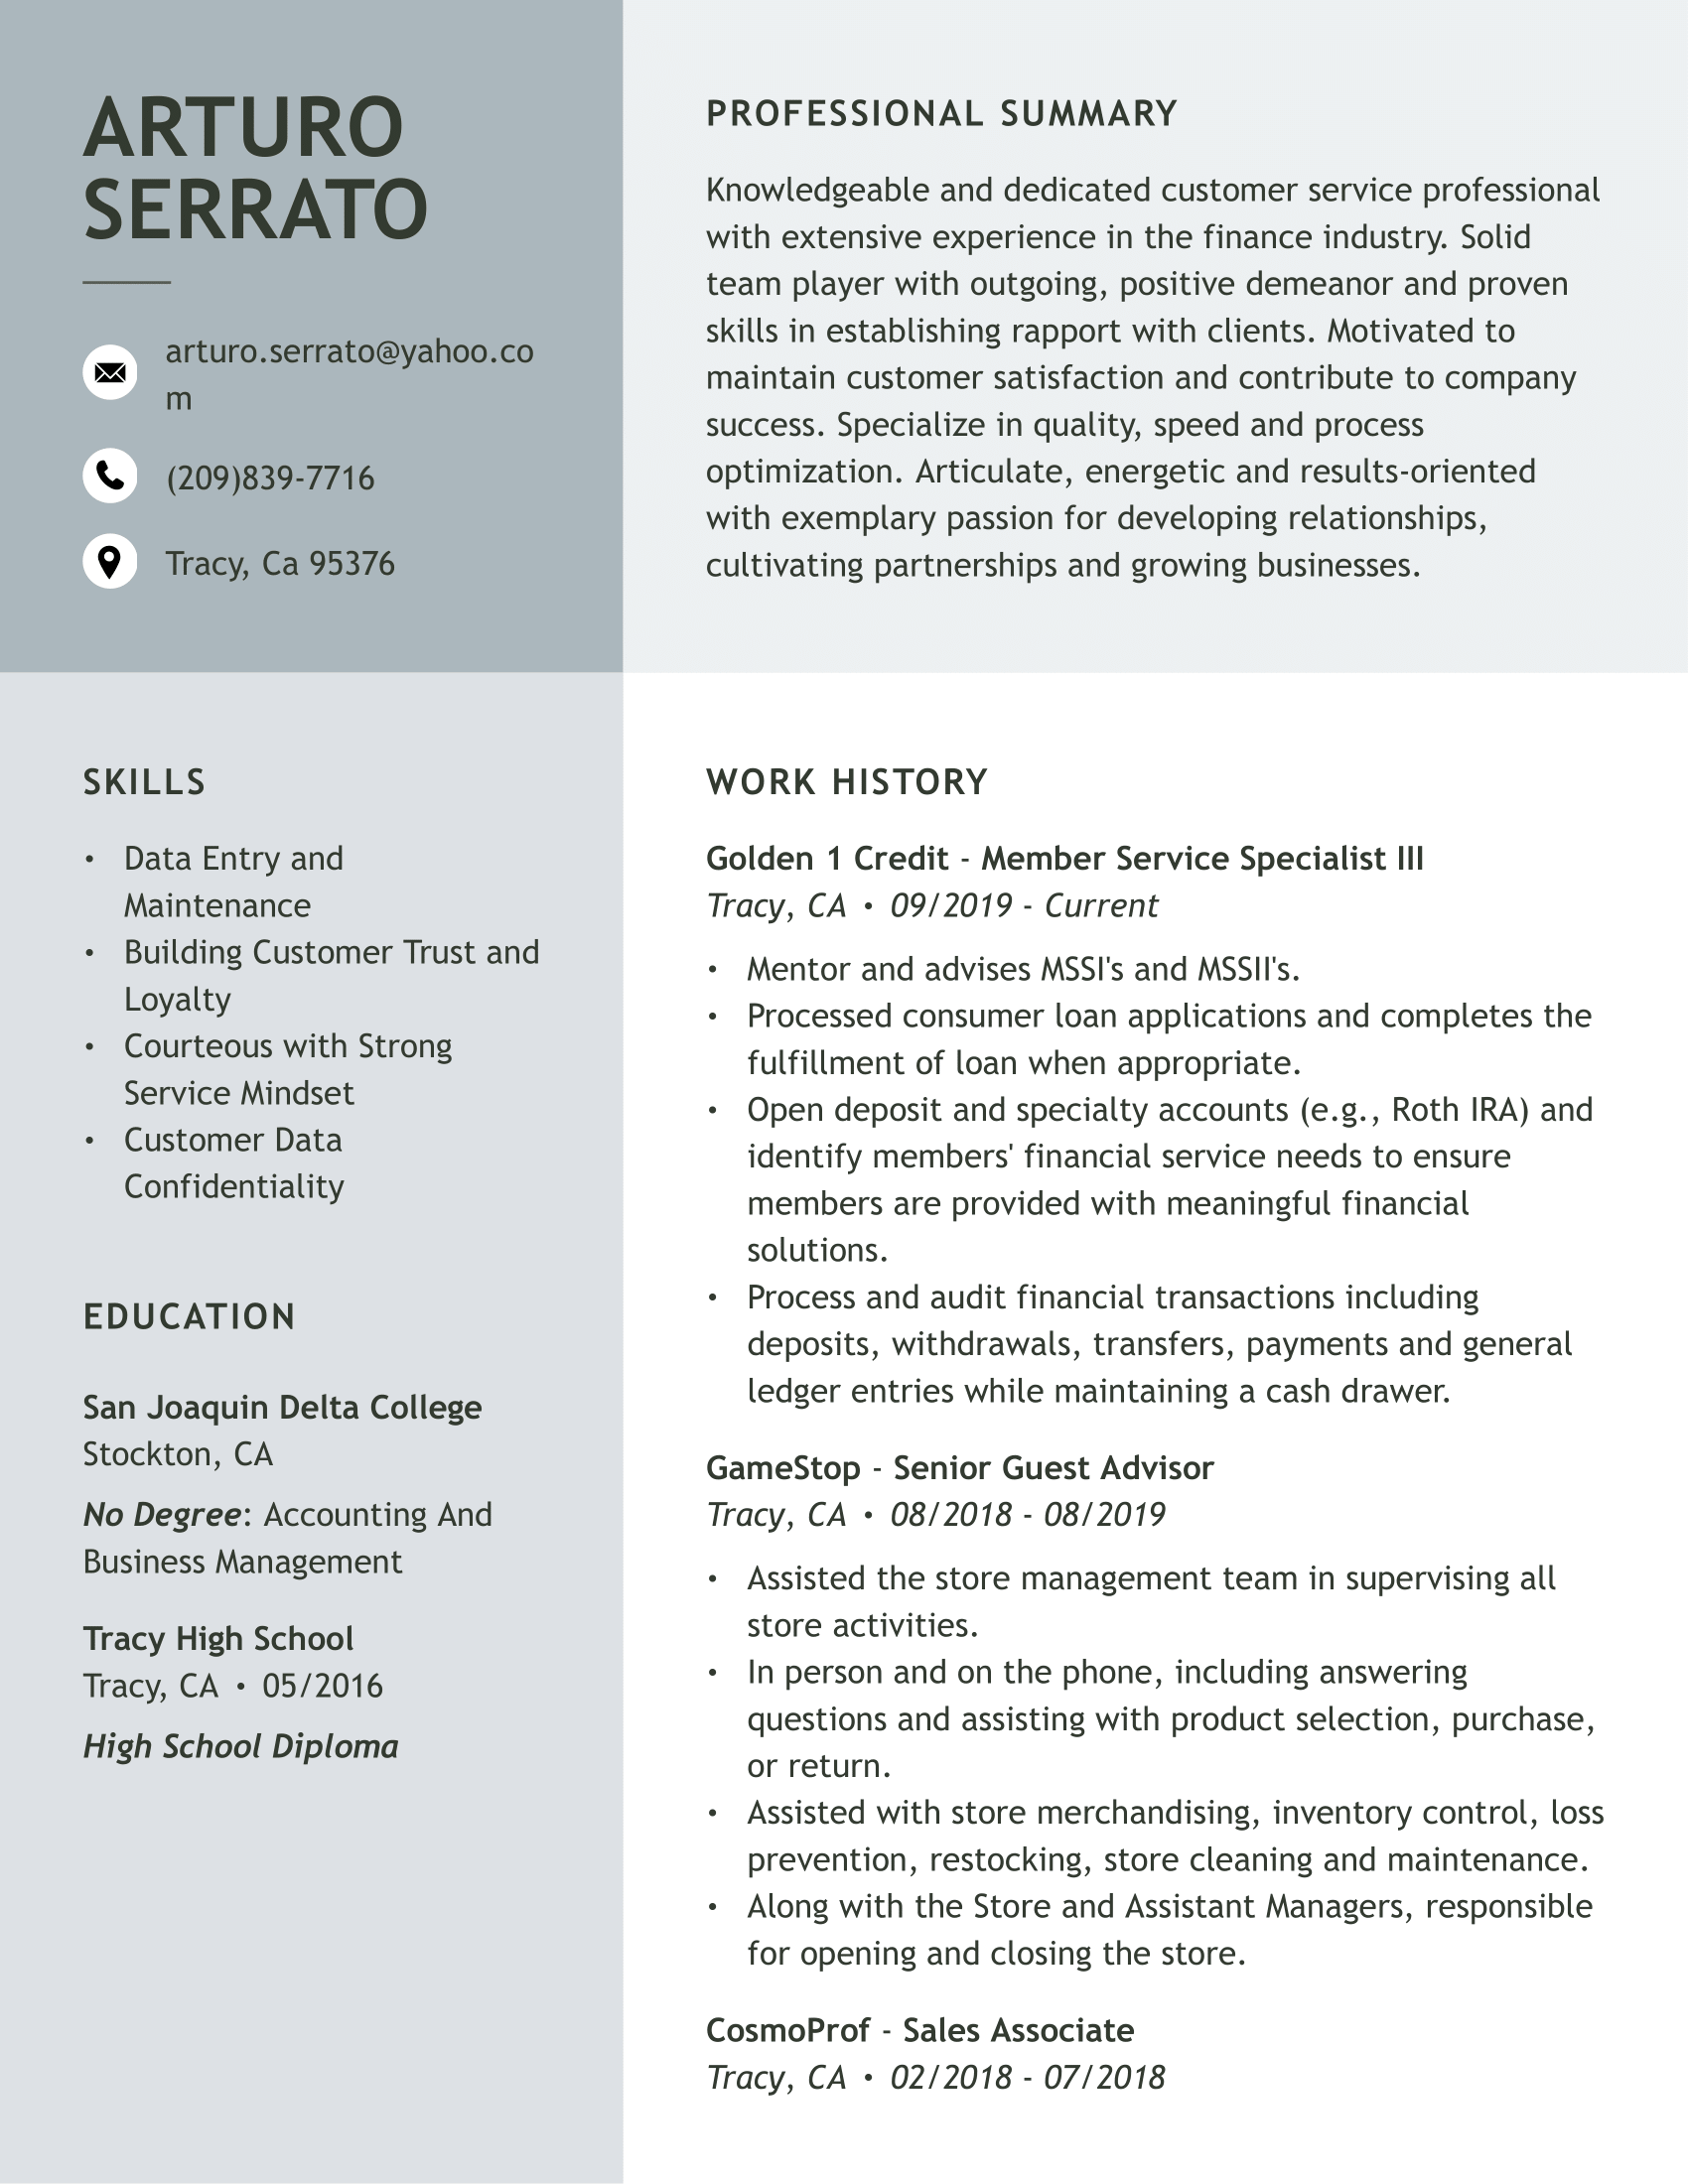 ARTURO
SERRATO
arturo.serrato@yahoo.co
m
(209)839-7716
Tracy, Ca 95376
PROFESSIONAL SUMMARY
Knowledgeable and dedicated customer service professional
with extensive experience in the finance industry. Solid
team player with outgoing, positive demeanor and proven
skills in establishing rapport with clients. Motivated to
maintain customer satisfaction and contribute to company
success. Specialize in quality, speed and process
optimization. Articulate, energetic and results-oriented
with exemplary passion for developing relationships,
cultivating partnerships and growing businesses.
SKILLS
• Data Entry and
Maintenance
• Building Customer Trust and
Loyalty
• Courteous with Strong
Service Mindset
• Customer Data
Confidentiality
EDUCATION
San Joaquin Delta College
Stockton, CA
No Degree: Accounting And
Business Management
Tracy High School
Tracy, CA • 05/2016
High School Diploma
WORK HISTORY
Golden 1 Credit - Member Service Specialist III
Tracy, CA • 09/2019 - Current
• Mentor and advises MSSI's and MSSII's.
• Processed consumer loan applications and completes the
fulfillment of loan when appropriate.
• Open deposit and specialty accounts (e.g., Roth IRA) and
identify members' financial service needs to ensure
members are provided with meaningful financial
solutions.
• Process and audit financial transactions including
deposits, withdrawals, transfers, payments and general
ledger entries while maintaining a cash drawer.
GameStop - Senior Guest Advisor
Tracy, CA • 08/2018 - 08/2019
• Assisted the store management team in supervising all
store activities.
• In person and on the phone, including answering
questions and assisting with product selection, purchase,
or return.
• Assisted with store merchandising, inventory control, loss
prevention, restocking, store cleaning and maintenance.
• Along with the Store and Assistant Managers, responsible
for opening and closing the store.
CosmoProf - Sales Associate
Tracy, CA • 02/2018 - 07/2018